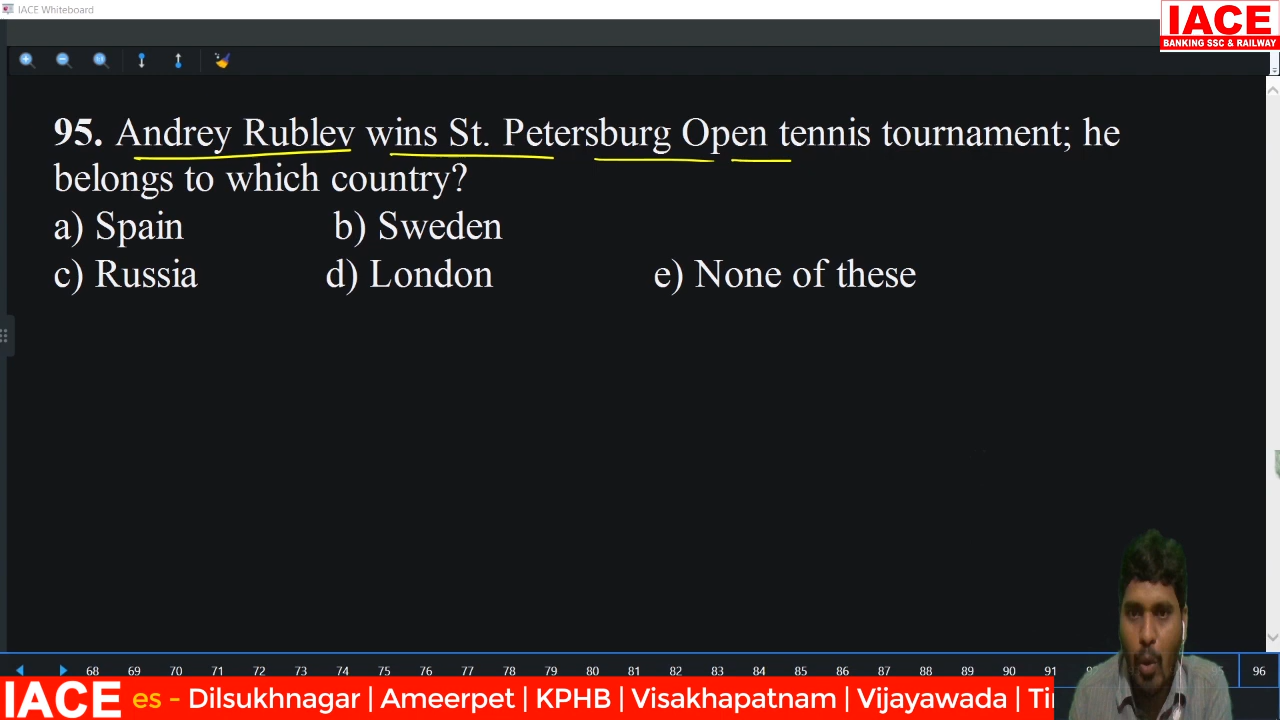 IACE Whiteboard
IACE
BANKING SSC & RAILWAY
95. Andrey Rublev wins St. Petersburg Open tennis tournament; he
belongs to which country?
a) Spain b) Sweden
c) Russia d) London e) None of these
68 69 70 71 72 73 74 75 76 77 78 79 80 81 82 83 84 85 86 87 88 89 90 91 96
IACE es - Dilsukhnagar | Ameerpet | KPHB | Visakhapatnam | Vijayawada | Ti